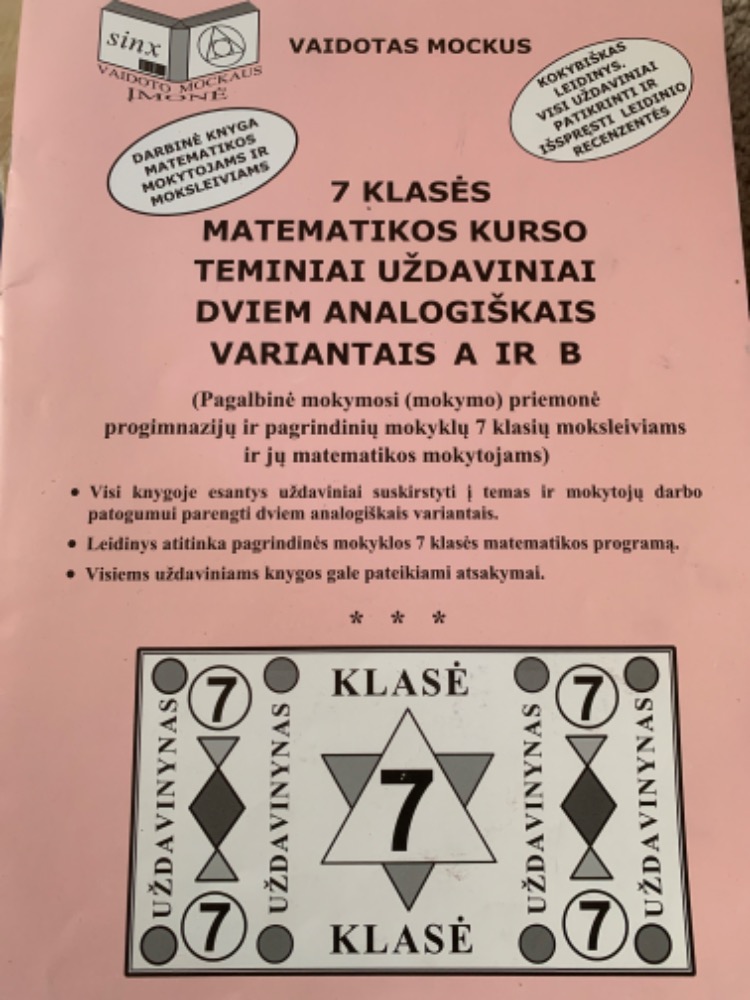 sinx
VAIDOTO MOCKAUS
ĮMONĖ
VAIDOTAS MOCKUS
KOKYBIŠKAS
LEIDINYS.
VISI UŽDAVINIAI
PATIKRINTI IR
IŠSPRĘSTI LEIDINIO
RECENZENTĖS
DARBINĖ KNYGA
MATEMATIKOS
MOKYTOJAMS IR
MOKSLEIVIAMS
7 KLASĖS
MATEMATIKOS KURSO
TEMINIAI UŽDAVINIAI
DVIEM ANALOGIŠKAIS
VARIANTAIS A IR B
(Pagalbinė mokymosi (mokymo) priemonė
progimnazijų ir pagrindinių mokyklų 7 klasių moksleiviams
ir jų matematikos mokytojams)
• Visi knygoje esantys uždaviniai suskirstyti į temas ir mokytojų darbo
patogumui parengti dviem analogiškais variantais.
• Leidinys atitinka pagrindinės mokyklos 7 klasės matematikos programą.
• Visiems uždaviniams knygos gale pateikiami atsakymai.
* * *
UŽDAVINYNAS
7
7
UŽDAVINYNAS
KLASĖ
7
KLASĖ
UŽDAVINYNAS
7
7
UŽDAVINYNAS